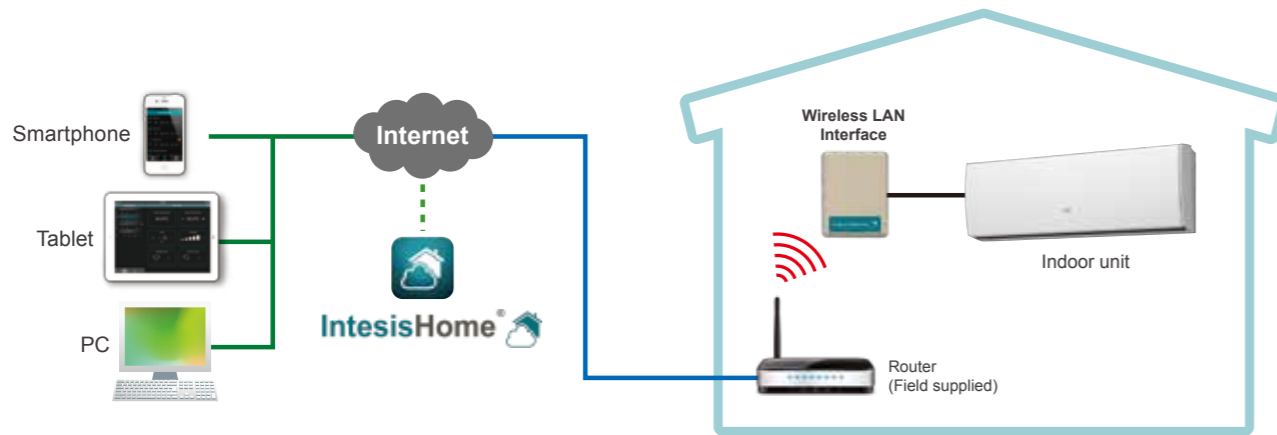 Smartphone
Tablet
PC
Internet
IntesisHome®
Wireless LAN
Interface
Indoor unit
Router
(Field supplied)